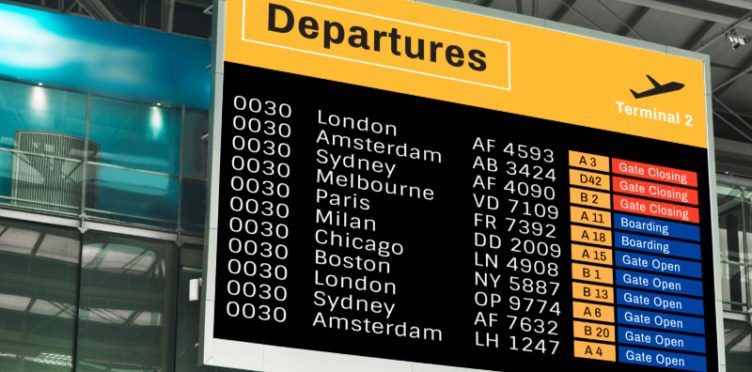 Departures
Terminal 2
0030 London AF 4593 A 3 Gate Closing
0030 Amsterdam AB 3424 D42 Gate Closing
0030 Sydney AF 4090 B 2 Gate Closing
0030 Melbourne VD 7109 A 11 Boarding
0030 Paris FR 7392 A 18 Boarding
0030 Milan DD 2009 A 15 Gate Open
0030 Chicago LN 4908 B 1 Gate Open
0030 Boston NY 5887 B 13 Gate Open
0030 London OP 9774 A 6 Gate Open
0030 Sydney AF 7632 B 20 Gate Open
0030 Amsterdam LH 1247 A 4 Gate Open